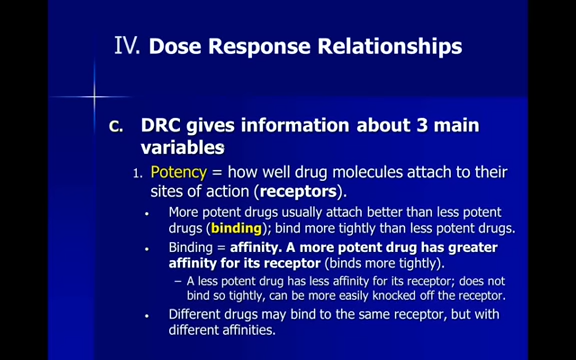 IV. Dose Response Relationships
C. DRC gives information about 3 main
variables
1. Potency = how well drug molecules attach to their
sites of action (receptors).
• More potent drugs usually attach better than less potent
drugs (binding); bind more tightly than less potent drugs.
• Binding = affinity. A more potent drug has greater
affinity for its receptor (binds more tightly).
– A less potent drug has less affinity for its receptor; does not
bind so tightly, can be more easily knocked off the receptor.
• Different drugs may bind to the same receptor, but with
different affinities.